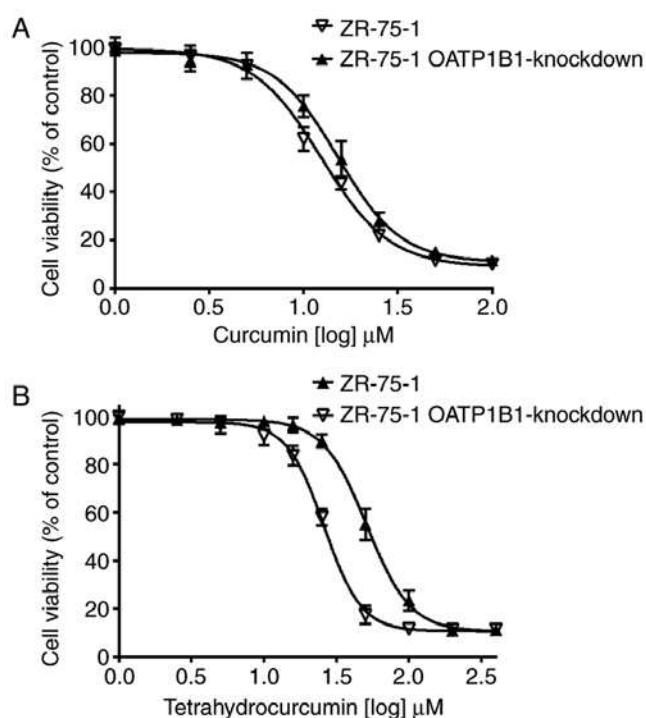 A
ZR-75-1
ZR-75-1 OATP1B1-knockdown
Cell viability (% of control)
100
80
60
40
20
0
0.0 0.5 1.0 1.5 2.0
Curcumin [log] μM
B
ZR-75-1
ZR-75-1 OATP1B1-knockdown
Cell viability (% of control)
100
80
60
40
20
0
0.0 0.5 1.0 1.5 2.0 2.5
Tetrahydrocurcumin [log] μM